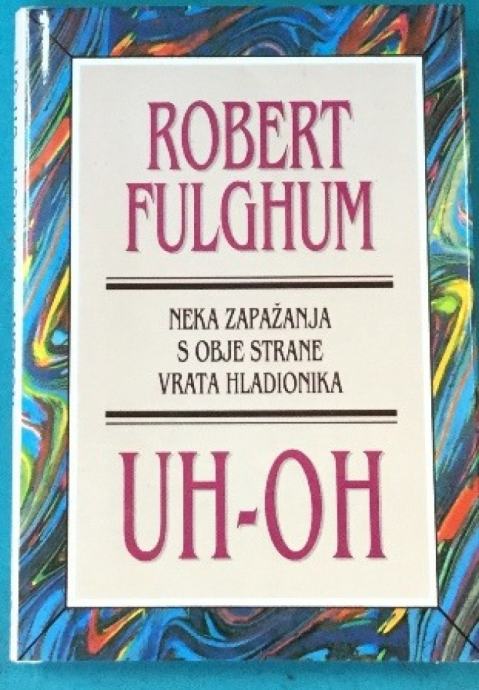 ROBERT
FULGHUM
NEKA ZAPAŽANJA
S OBJE STRANE
VRATA HLADIONIKA
UH-OH